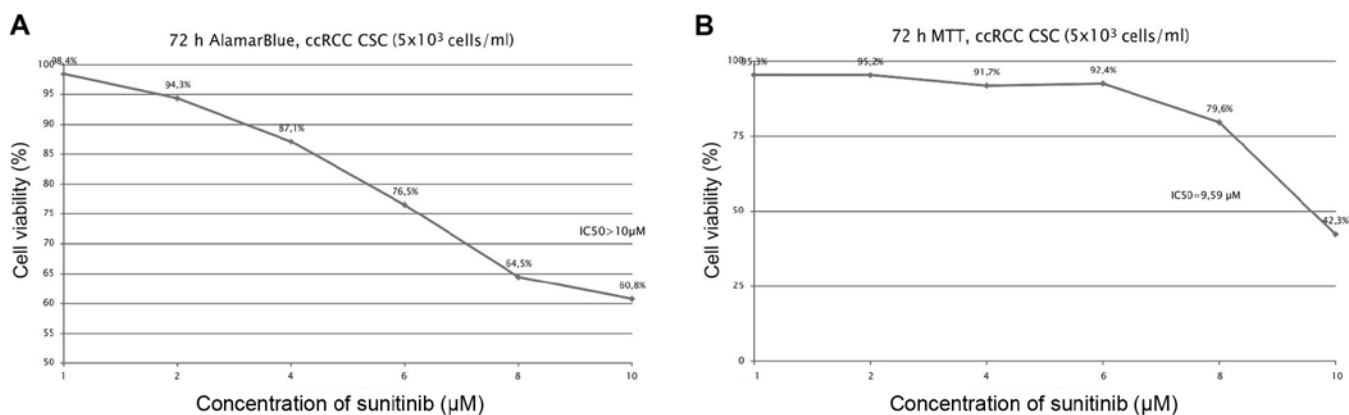 A
72 h AlamarBlue, ccRCC CSC (5×10³ cells/ml)
Cell viability (%)
100
95
90
85
80
75
70
65
60
55
50
98,4%
94,3%
87,1%
76,5%
64,5%
60,8%
IC50>10µM
1 2 4 6 8 10
Concentration of sunitinib (µM)
B
72 h MTT, ccRCC CSC (5×10³ cells/ml)
Cell viability (%)
100
75
50
25
0
95,3%
95,2%
91,7%
92,4%
79,6%
42,3%
IC50=9,59 µM
1 2 4 6 8 10
Concentration of sunitinib (µM)